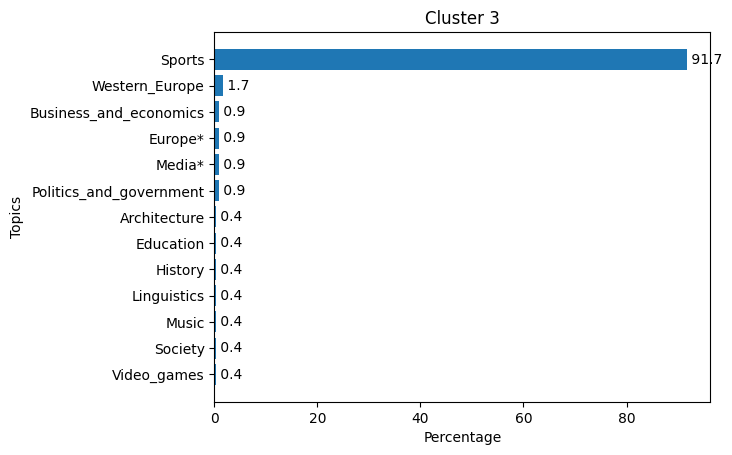 Cluster 3
Topics
Sports 91.7
Western_Europe 1.7
Business_and_economics 0.9
Europe* 0.9
Media* 0.9
Politics_and_government 0.9
Architecture 0.4
Education 0.4
History 0.4
Linguistics 0.4
Music 0.4
Society 0.4
Video_games 0.4
0 20 40 60 80
Percentage